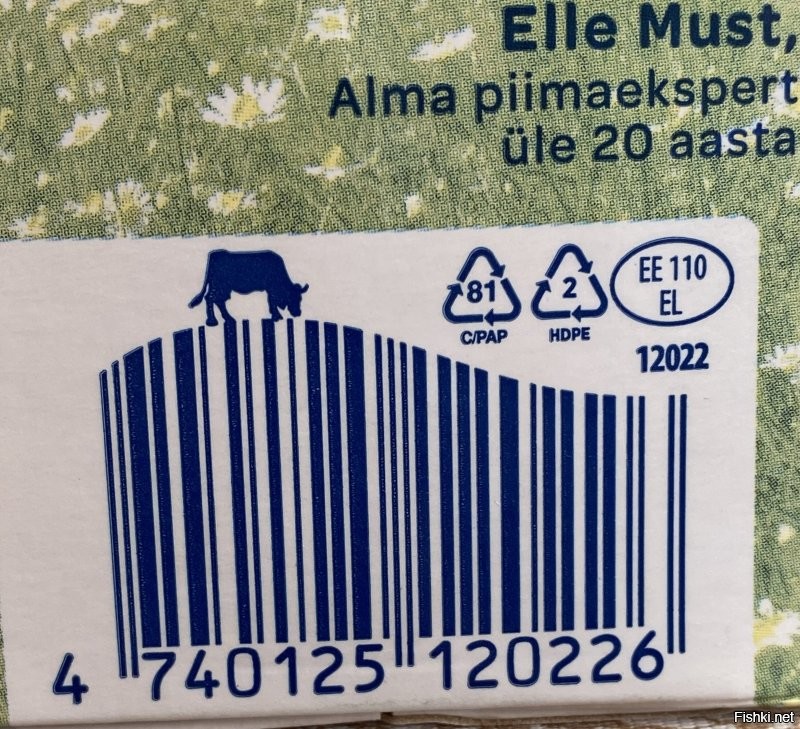 Elle Must,
Alma piimaekspert
üle 20 aasta
81
C/PAP
2
HDPE
EE 110
EL
12022
4 740125 120226
Fishki.net